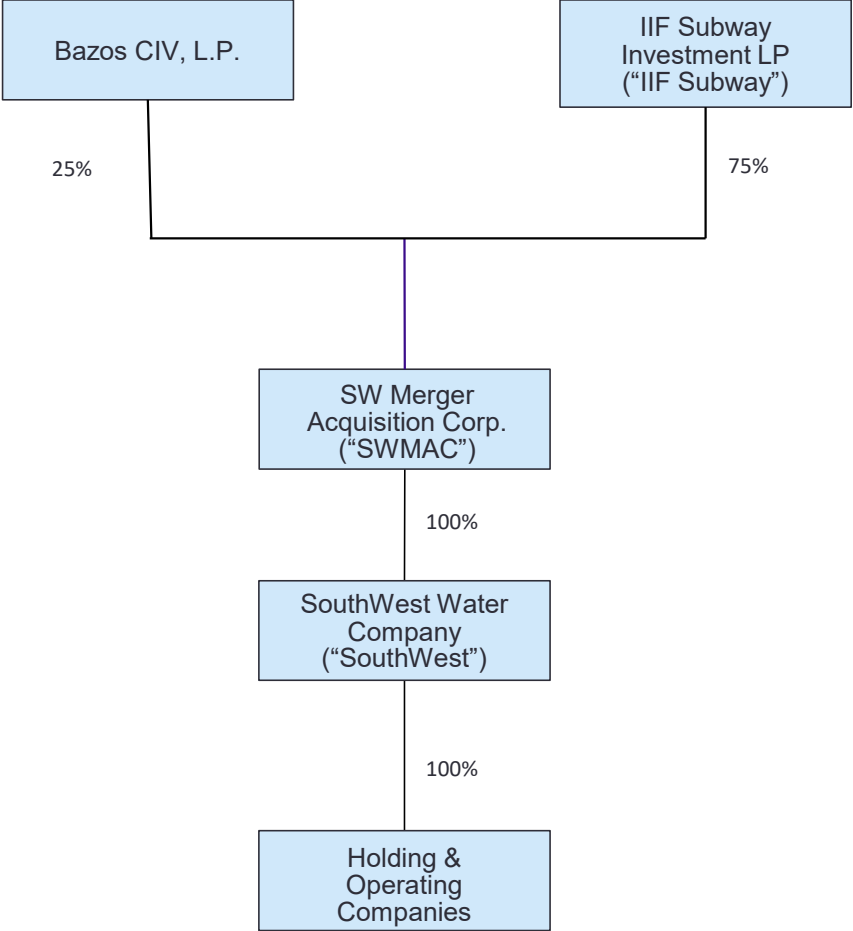 Bazos CIV, L.P.
IIF Subway
Investment LP
(“IIF Subway”)
25%
75%
SW Merger
Acquisition Corp.
(“SWMAC”)
100%
SouthWest Water
Company
(“SouthWest”)
100%
Holding &
Operating
Companies